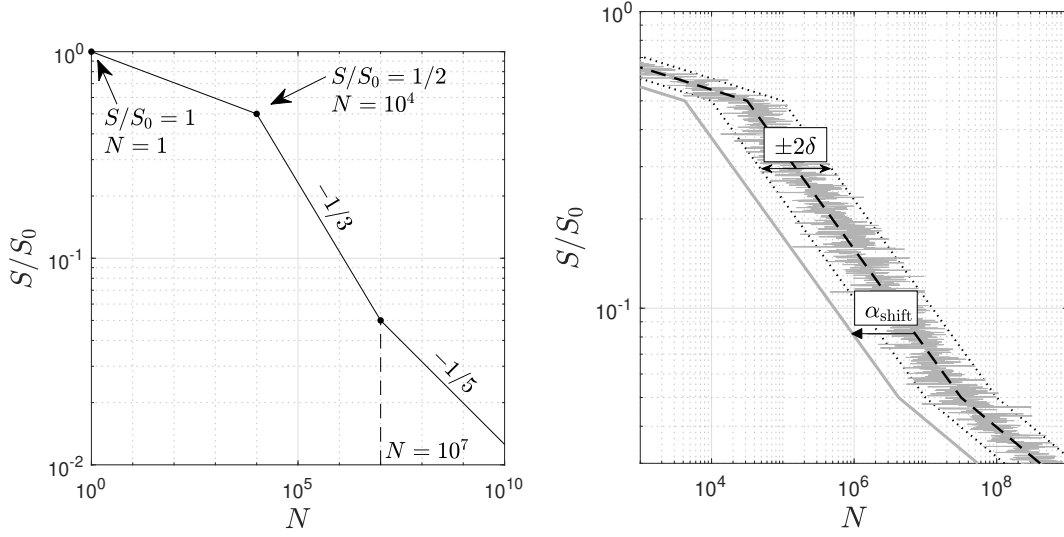 10^0
S/S_0 = 1/2
N = 10^4
S/S_0 = 1
N = 1
−1/3
10^{-1}
S/S_0
−1/5
N = 10^7
10^{-2}
10^0
10^5
10^{10}
N
10^0
±2δ
S/S_0
10^{-1}
α_shift
10^4
10^6
10^8
N